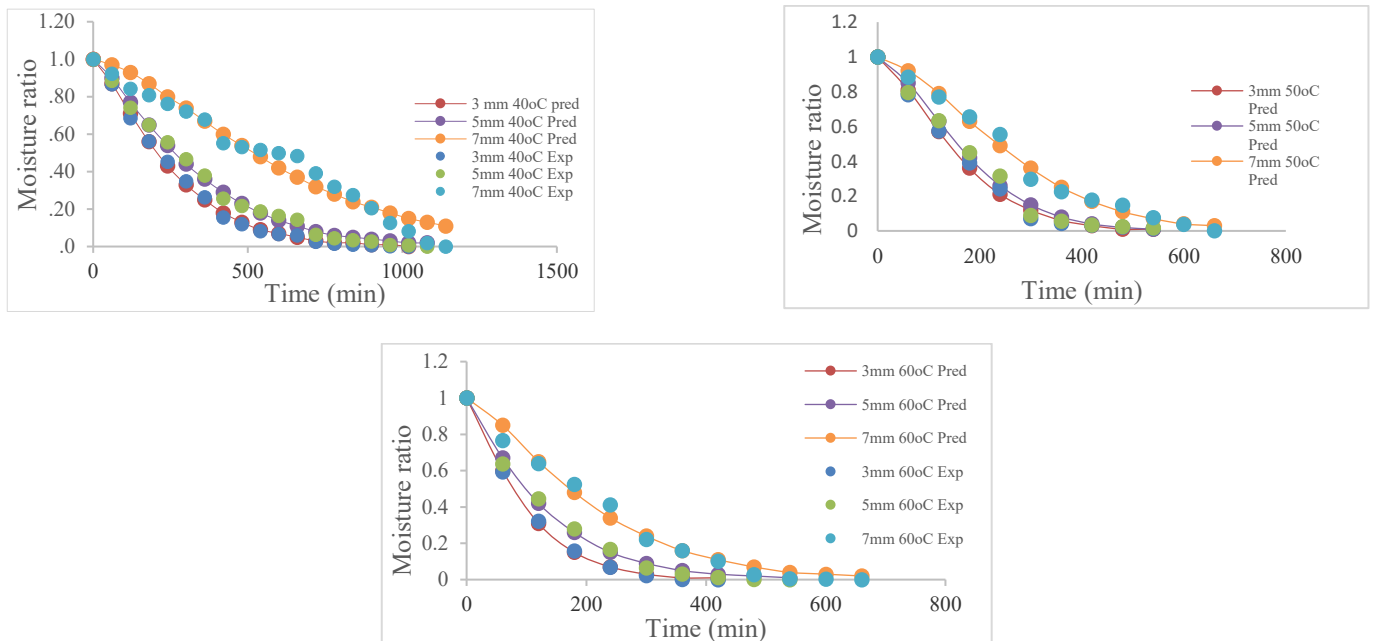 1.20
1.0
.80
.60
.40
.20
.0
Moisture ratio
0
500
1000
1500
Time (min)
3 mm 40oC pred
5mm 40oC Pred
7mm 40oC Pred
3mm 40oC Exp
5mm 40oC Exp
7mm 40oC Exp
1.2
1
0.8
0.6
0.4
0.2
0
Moisture ratio
0
200
400
600
800
Time (min)
3mm 50oC
Pred
5mm 50oC
Pred
7mm 50oC
Pred
1.2
1
0.8
0.6
0.4
0.2
0
Moisture ratio
0
200
400
600
800
Time (min)
3mm 60oC Pred
5mm 60oC Pred
7mm 60oC Pred
3mm 60oC Exp
5mm 60oC Exp
7mm 60oC Exp